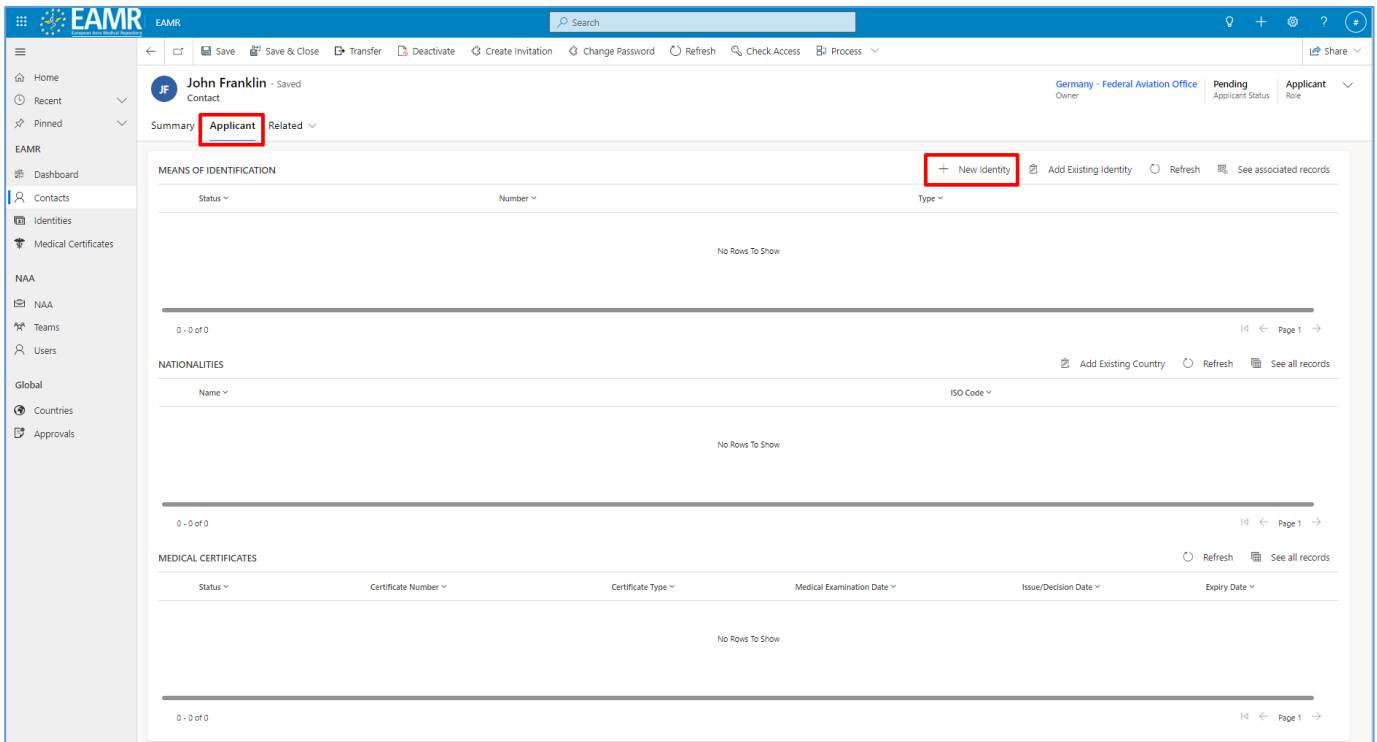 EAMR EAMR Search
European Aero Medical Repository
Save Save & Close Transfer Deactivate Create Invitation Change Password Refresh Check Access Process Share
Home
Recent
Pinned
EAMR
Dashboard
Contacts
Identities
Medical Certificates
NAA
NAA
Teams
Users
Global
Countries
Approvals
JF
John Franklin - Saved
Contact
Germany - Federal Aviation Office
Owner
Pending
Applicant Status
Applicant
Role
Summary Applicant Related
MEANS OF IDENTIFICATION New Identity Add Existing Identity Refresh See associated records
Status Number Type
No Rows To Show
0 - 0 of 0 Page 1
NATIONALITIES Add Existing Country Refresh See all records
Name ISO Code
No Rows To Show
0 - 0 of 0 Page 1
MEDICAL CERTIFICATES Refresh See all records
Status Certificate Number Certificate Type Medical Examination Date Issue/Decision Date Expiry Date
No Rows To Show
0 - 0 of 0 Page 1